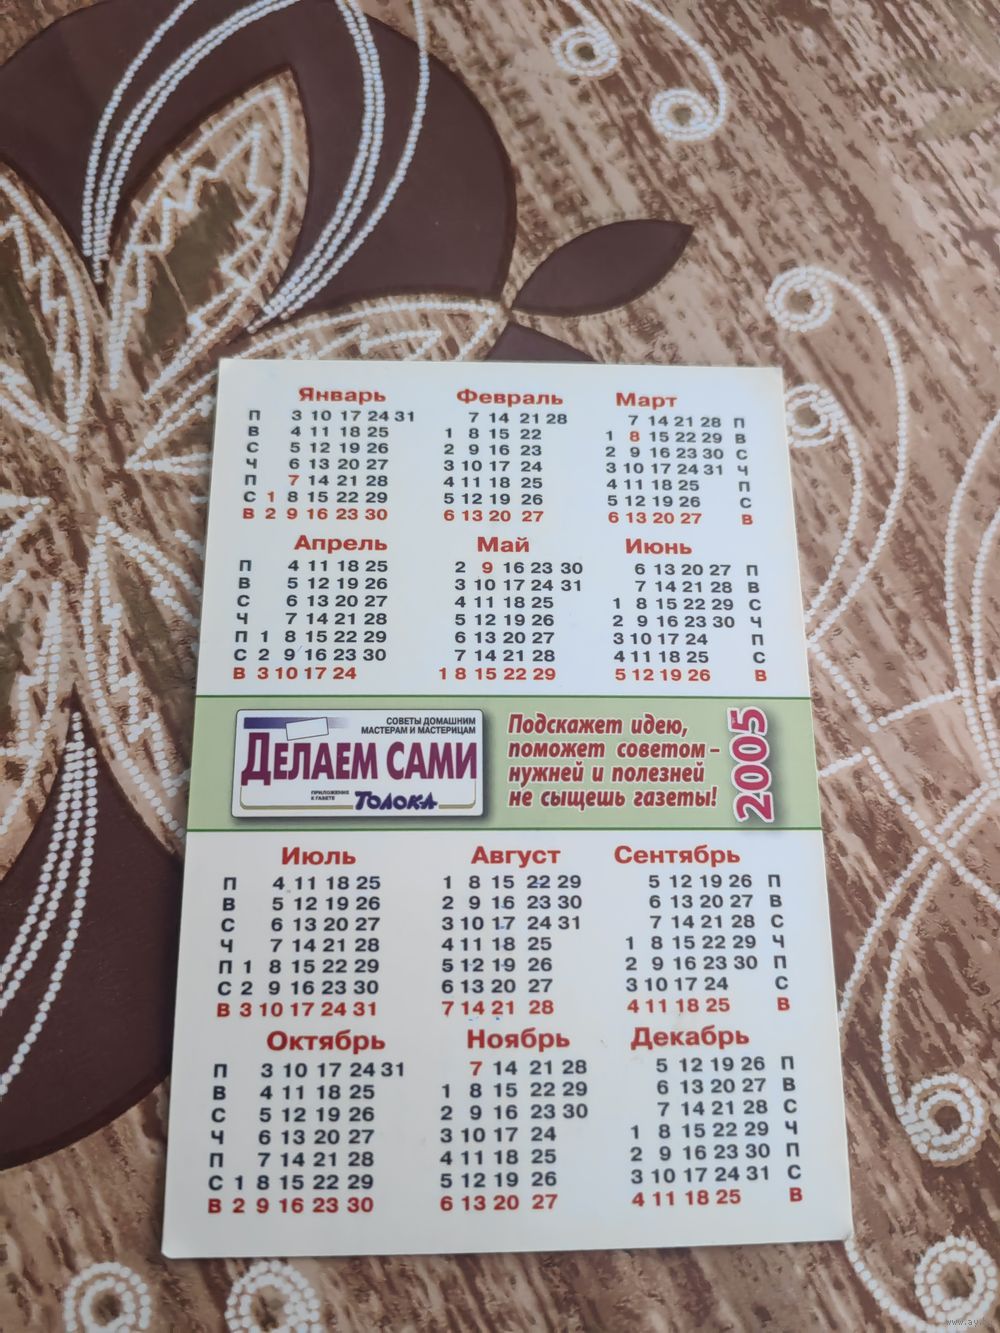 Январь Февраль Март
П 3 10 17 24 31 7 14 21 28 7 14 21 28 П
В 4 11 18 25 1 8 15 22 1 8 15 22 29 В
С 5 12 19 26 2 9 16 23 2 9 16 23 30 С
Ч 6 13 20 27 3 10 17 24 3 10 17 24 31 Ч
П 7 14 21 28 4 11 18 25 4 11 18 25 П
С 1 8 15 22 29 5 12 19 26 5 12 19 26 С
В 2 9 16 23 30 6 13 20 27 6 13 20 27 В
Апрель Май Июнь
П 4 11 18 25 2 9 16 23 30 6 13 20 27 П
В 5 12 19 26 3 10 17 24 31 7 14 21 28 В
С 6 13 20 27 4 11 18 25 1 8 15 22 29 С
Ч 7 14 21 28 5 12 19 26 2 9 16 23 30 Ч
П 1 8 15 22 29 6 13 20 27 3 10 17 24 П
С 2 9 16 23 30 7 14 21 28 4 11 18 25 С
В 3 10 17 24 1 8 15 22 29 5 12 19 26 В
СОВЕТЫ ДОМАШНИМ
МАСТЕРАМ И МАСТЕРИЦАМ
ДЕЛАЕМ САМИ
ПРИЛОЖЕНИЕ
К ГАЗЕТЕ
ТОЛОКА
Подскажет идею,
поможет советом –
нужней и полезней
не сыщешь газеты!
2005
Июль Август Сентябрь
П 4 11 18 25 1 8 15 22 29 5 12 19 26 П
В 5 12 19 26 2 9 16 23 30 6 13 20 27 В
С 6 13 20 27 3 10 17 24 31 7 14 21 28 С
Ч 7 14 21 28 4 11 18 25 1 8 15 22 29 Ч
П 1 8 15 22 29 5 12 19 26 2 9 16 23 30 П
С 2 9 16 23 30 6 13 20 27 3 10 17 24 С
В 3 10 17 24 31 7 14 21 28 4 11 18 25 В
Октябрь Ноябрь Декабрь
П 3 10 17 24 31 7 14 21 28 5 12 19 26 П
В 4 11 18 25 1 8 15 22 29 6 13 20 27 В
С 5 12 19 26 2 9 16 23 30 7 14 21 28 С
Ч 6 13 20 27 3 10 17 24 1 8 15 22 29 Ч
П 7 14 21 28 4 11 18 25 2 9 16 23 30 П
С 1 8 15 22 29 5 12 19 26 3 10 17 24 31 С
В 2 9 16 23 30 6 13 20 27 4 11 18 25 В